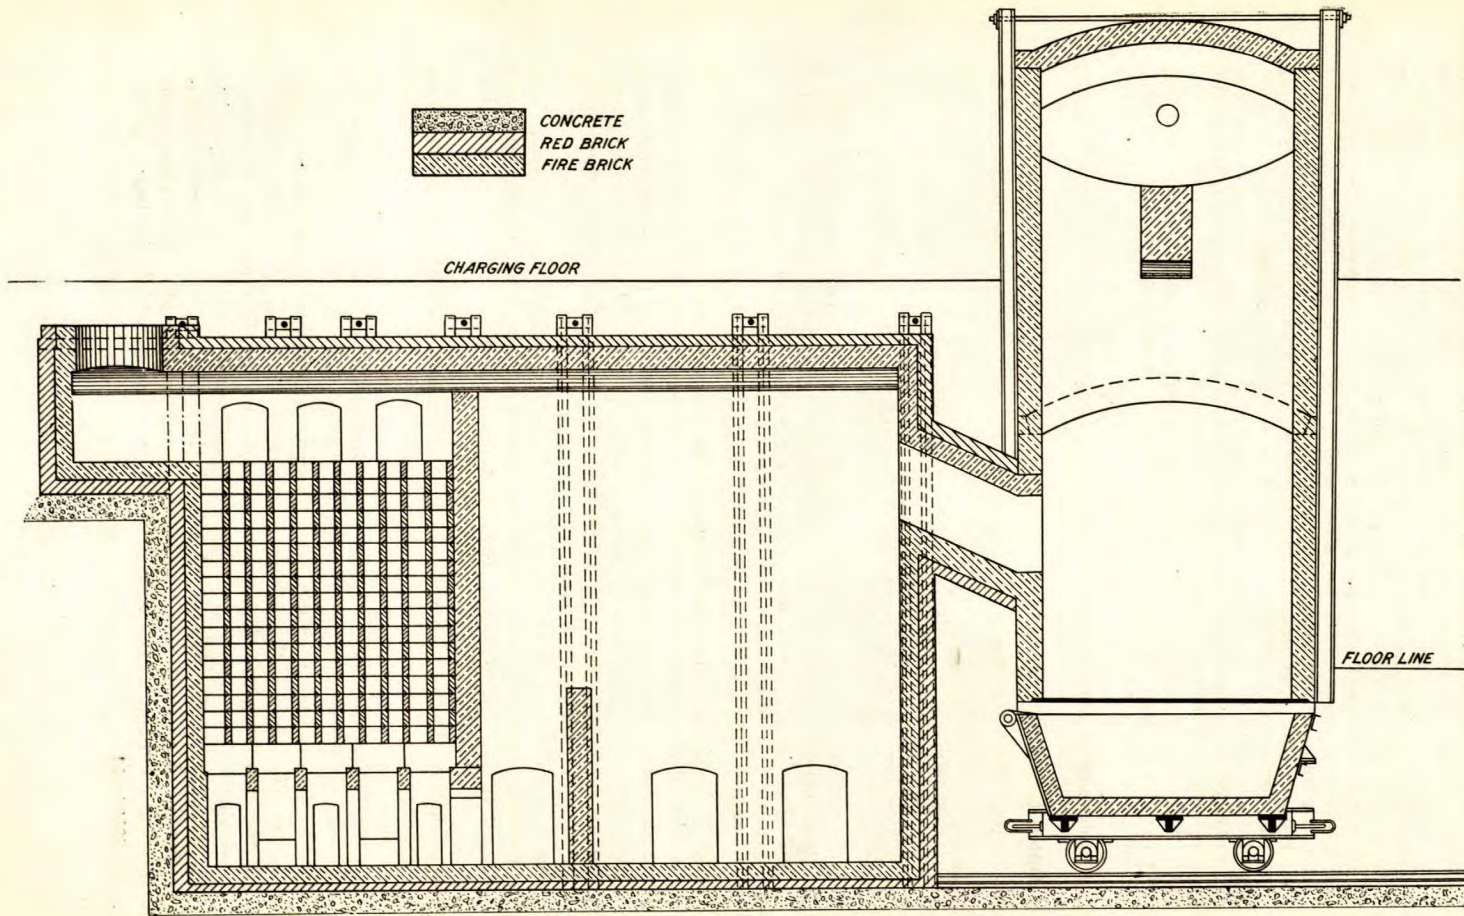 CONCRETE
RED BRICK
FIRE BRICK
CHARGING FLOOR
FLOOR LINE